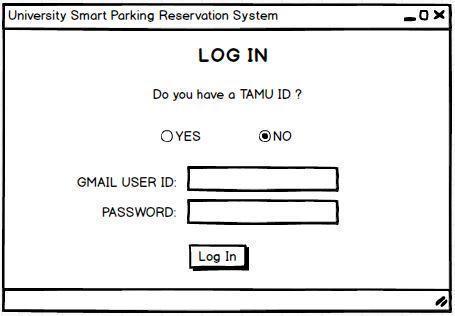 University Smart Parking Reservation System
LOG IN
Do you have a TAMU ID ?
YES NO
GMAIL USER ID:
PASSWORD:
Log In